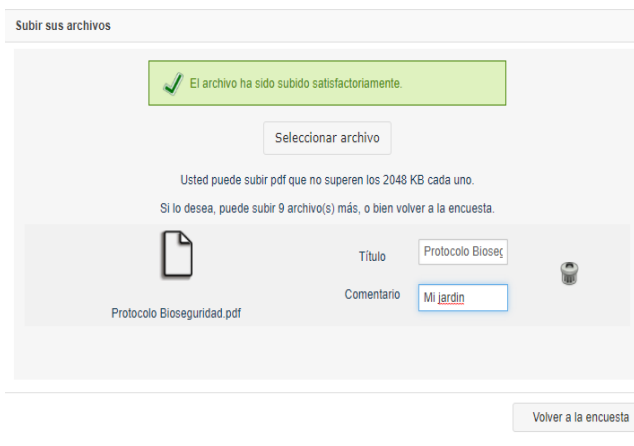 Subir sus archivos
El archivo ha sido subido satisfactoriamente.
Seleccionar archivo
Usted puede subir pdf que no superen los 2048 KB cada uno.
Si lo desea, puede subir 9 archivo(s) más, o bien volver a la encuesta.
Título
Protocolo Bioseg
Comentario
Mi jardin
Protocolo Bioseguridad.pdf
Volver a la encuesta